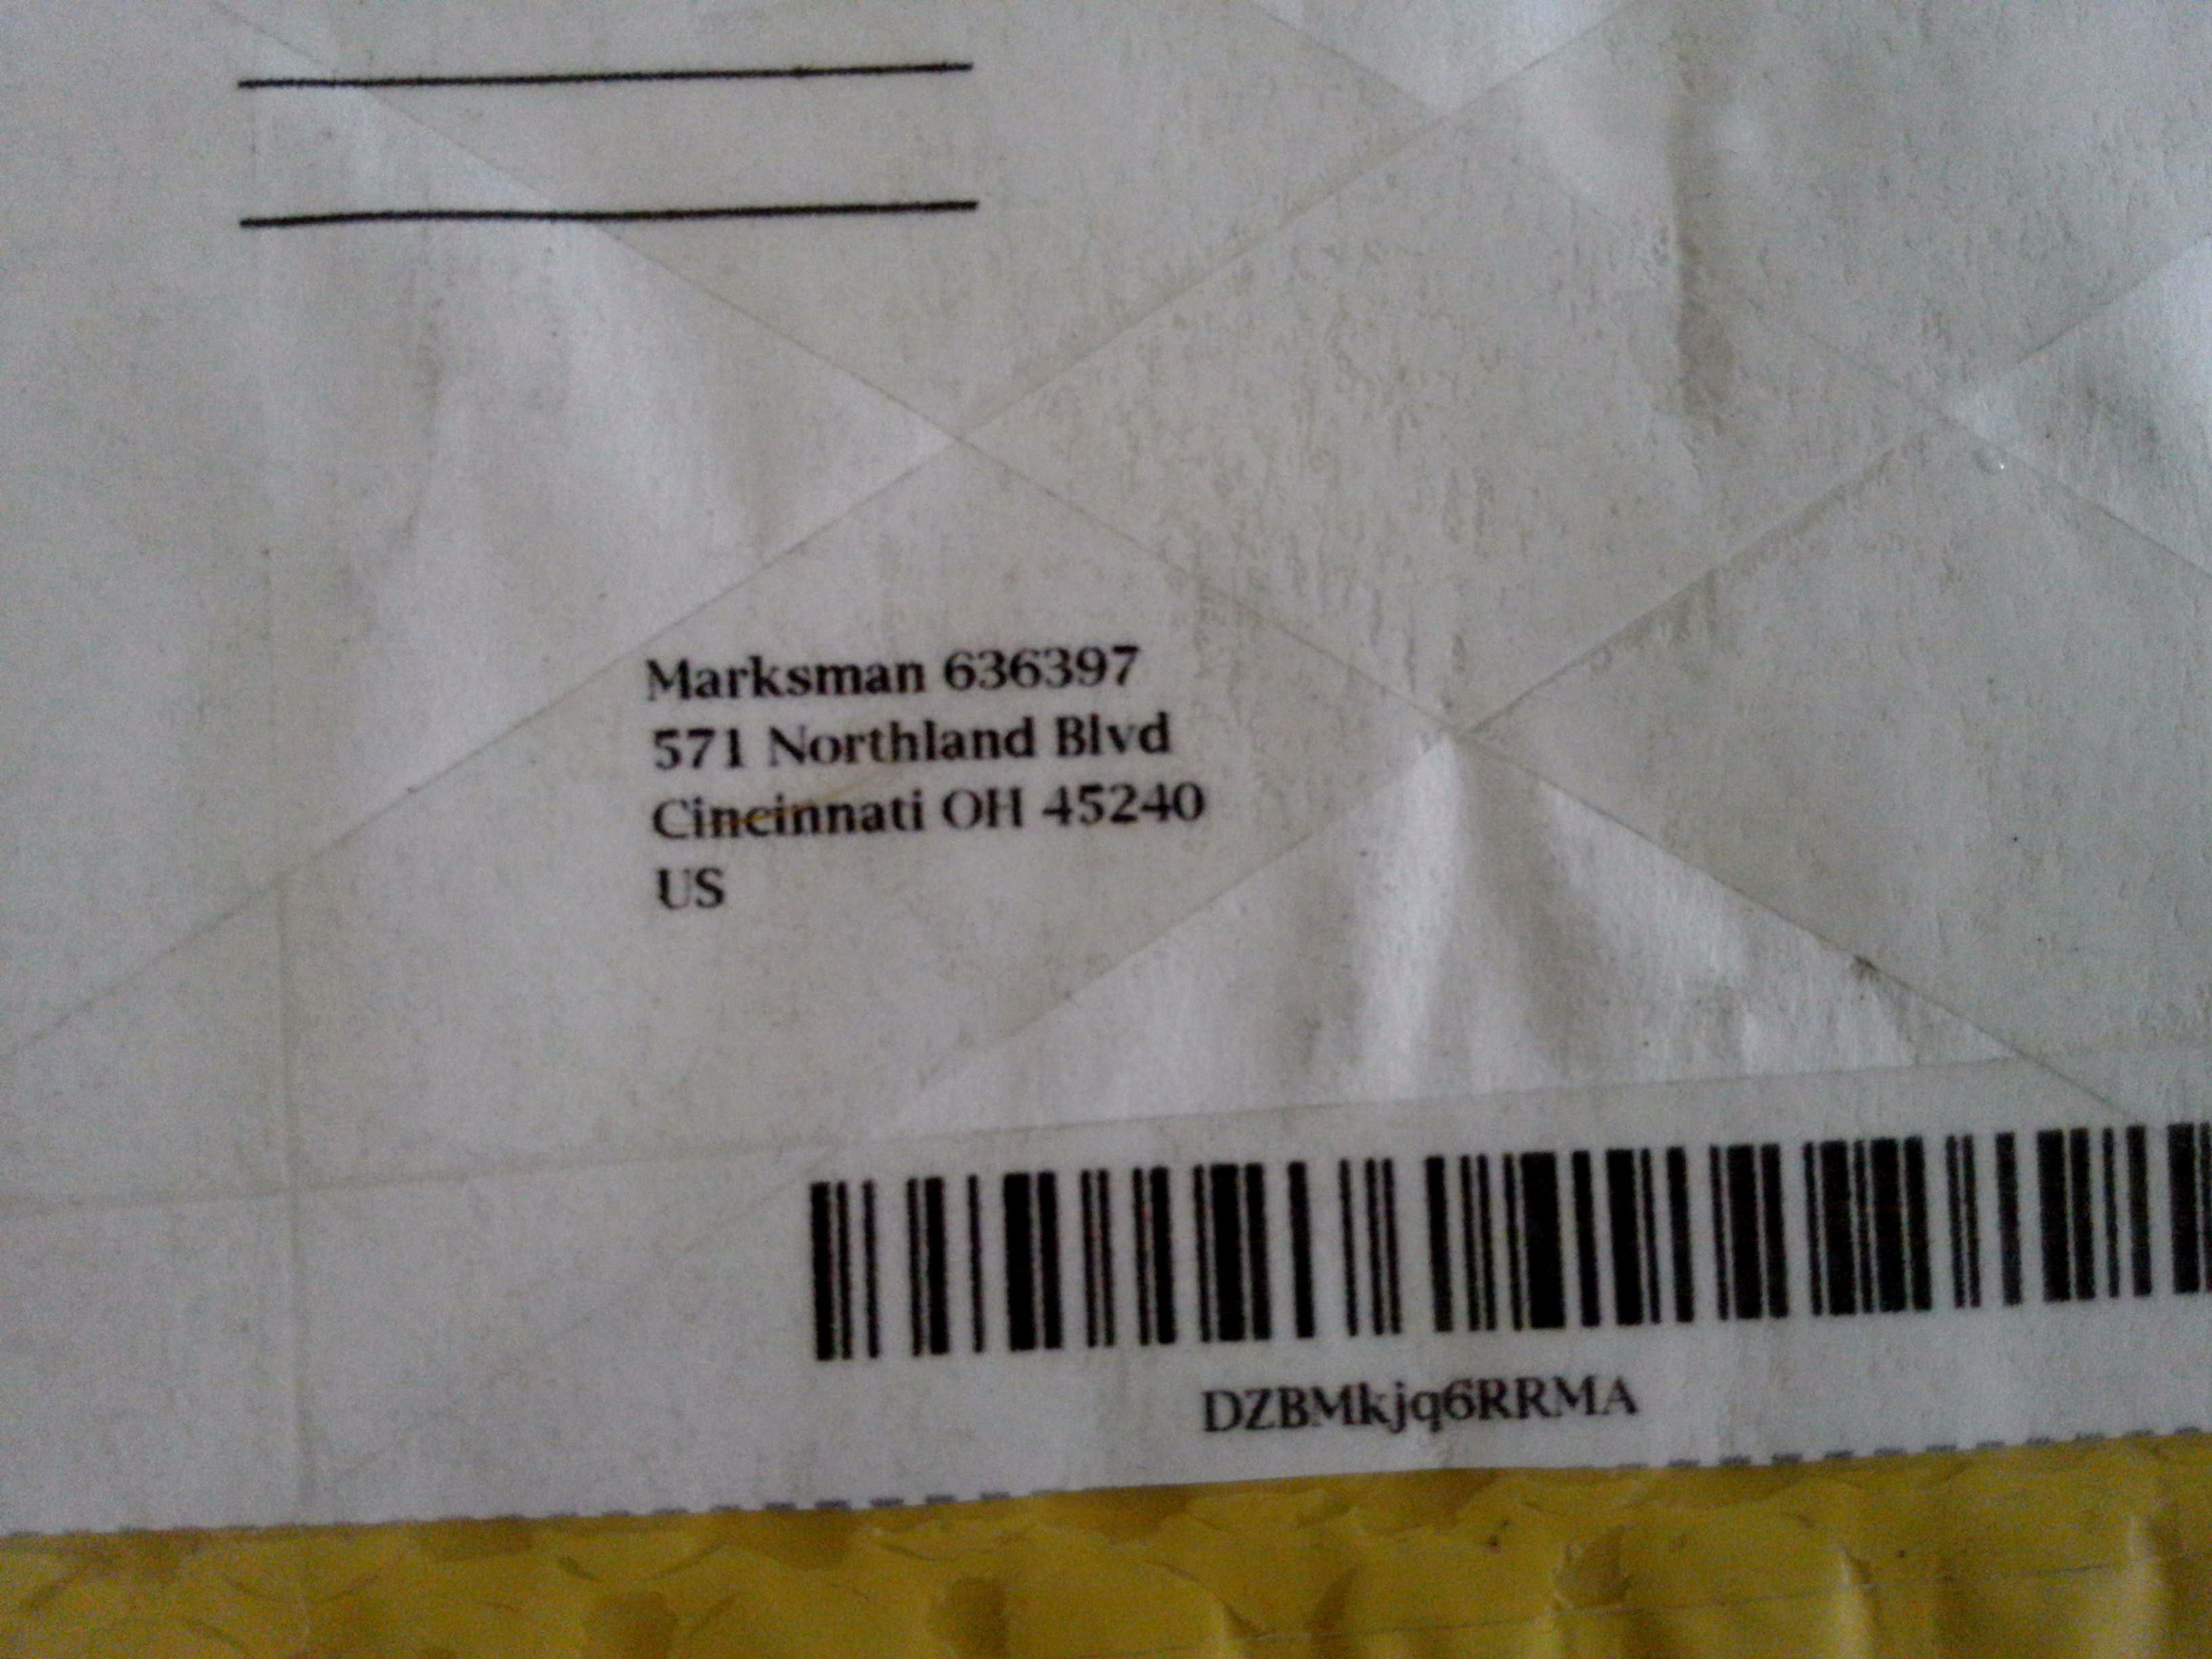 Marksman 636397
571 Northland Blvd
Cincinnati OH 45240
US
DZBMkjq6RRMA